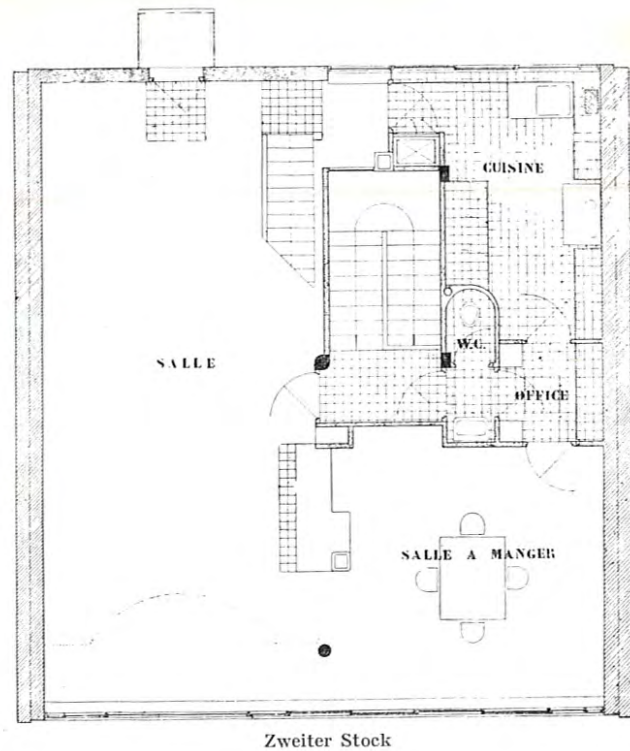 CUISINE
SALLE
W.C.
OFFICE
SALLE A MANGER
Zweiter Stock